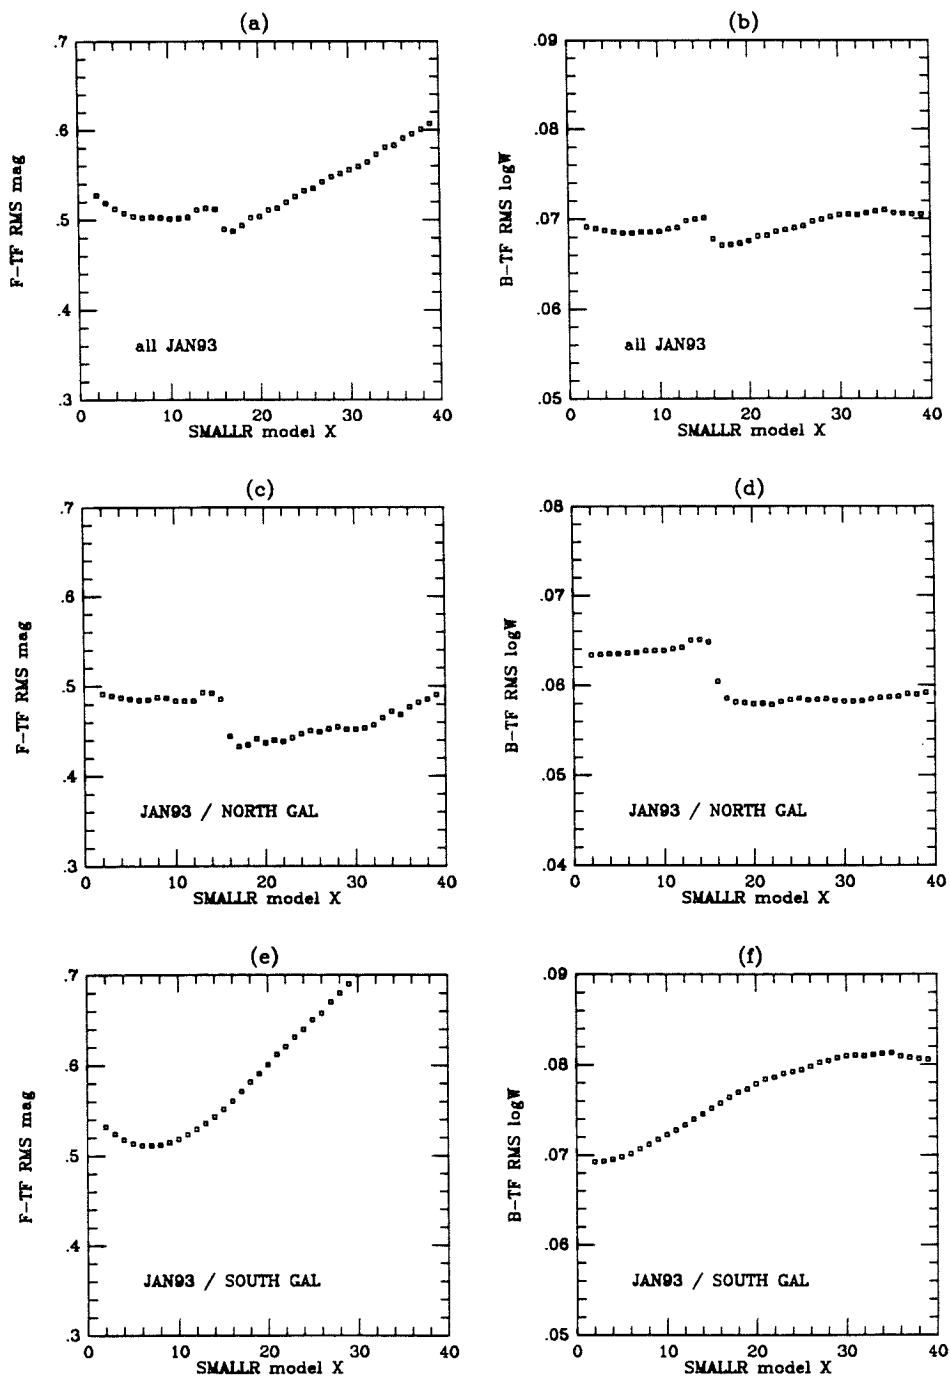 (a)
.7
.6
.5
.4
.3
F-TF RMS mag
all JAN93
0 10 20 30 40
SMALLR model X
(b)
.09
.08
.07
.06
.05
B-TF RMS logW
all JAN93
0 10 20 30 40
SMALLR model X
(c)
.7
.6
.5
.4
.3
F-TF RMS mag
JAN93 / NORTH GAL
0 10 20 30 40
SMALLR model X
(d)
.08
.07
.06
.05
.04
B-TF RMS logW
JAN93 / NORTH GAL
0 10 20 30 40
SMALLR model X
(e)
.7
.6
.5
.4
.3
F-TF RMS mag
JAN93 / SOUTH GAL
0 10 20 30 40
SMALLR model X
(f)
.09
.08
.07
.06
.05
B-TF RMS logW
JAN93 / SOUTH GAL
0 10 20 30 40
SMALLR model X